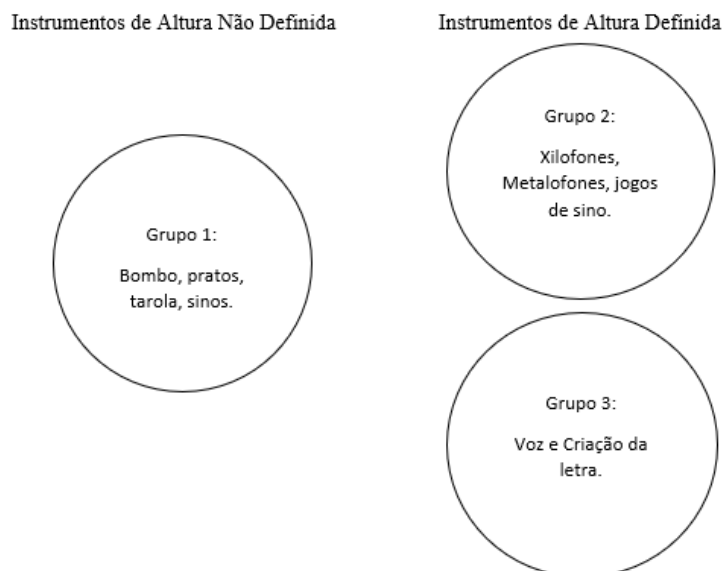 Instrumentos de Altura Não Definida
Grupo 1:
Bombo, pratos,
tarola, sinos.
Instrumentos de Altura Definida
Grupo 2:
Xilofones,
Metalofones, jogos
de sino.
Grupo 3:
Voz e Criação da
letra.